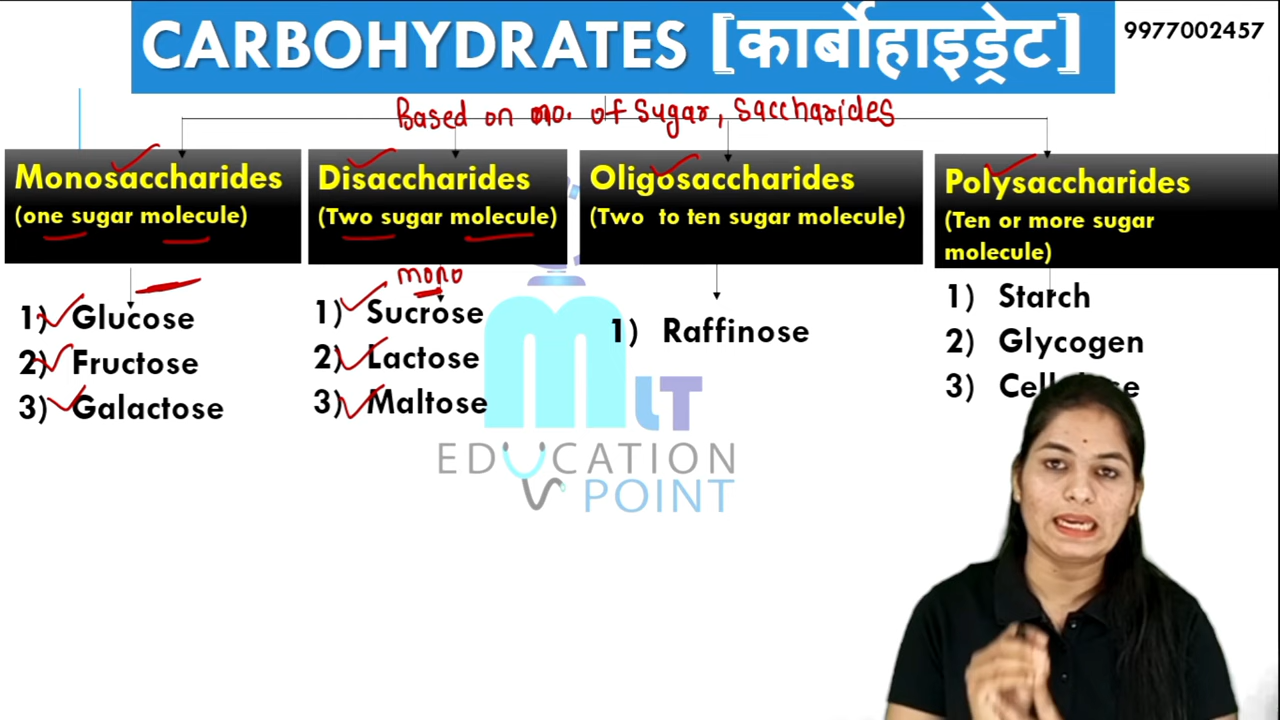 CARBOHYDRATES [कार्बोहाइड्रेट]
9977002457
Based on no. of sugar, saccharides
Monosaccharides
(one sugar molecule)
1) Glucose
2) Fructose
3) Galactose
Disaccharides
(Two sugar molecule)
mono
1) Sucrose
2) Lactose
3) Maltose
Oligosaccharides
(Two to ten sugar molecule)
1) Raffinose
Polysaccharides
(Ten or more sugar
molecule)
1) Starch
2) Glycogen
3) Cellulose
mLT
EDUCATION
POINT